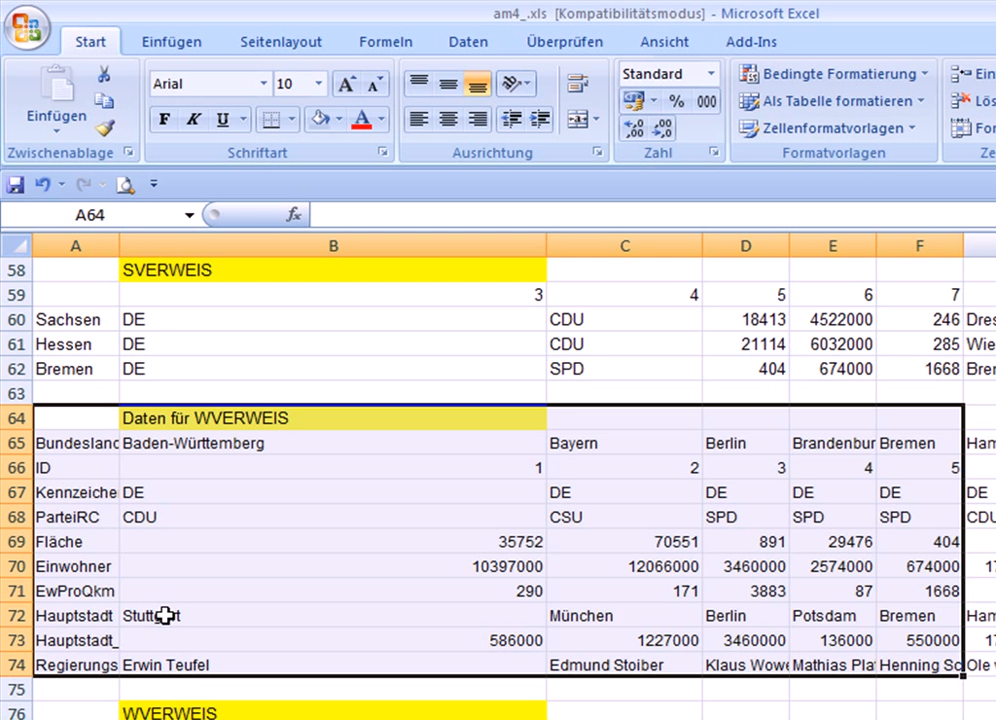 am4_.xls [Kompatibilitätsmodus] - Microsoft Excel
Start Einfügen Seitenlayout Formeln Daten Überprüfen Ansicht Add-Ins
Einfügen
Zwischenablage
Arial 10
F K U
Schriftart
Ausrichtung
Standard
% 000
Zahl
Bedingte Formatierung
Als Tabelle formatieren
Zellenformatvorlagen
Formatvorlagen
Ein
Lös
For
Ze
A64 fx
A B C D E F
58 SVERWEIS
59 3 4 5 6 7
60 Sachsen DE CDU 18413 4522000 246 Dres
61 Hessen DE CDU 21114 6032000 285 Wie
62 Bremen DE SPD 404 674000 1668 Brer
63
64 Daten für WVERWEIS
65 Bundesland Baden-Württemberg Bayern Berlin Brandenbur Bremen Ham
66 ID 1 2 3 4 5
67 Kennzeiche DE DE DE DE DE DE
68 ParteiRC CDU CSU SPD SPD SPD CDU
69 Fläche 35752 70551 891 29476 404
70 Einwohner 10397000 12066000 3460000 2574000 674000 17
71 EwProQkm 290 171 3883 87 1668
72 Hauptstadt Stuttgart München Berlin Potsdam Bremen Ham
73 Hauptstadt_ 586000 1227000 3460000 136000 550000 17
74 Regierungs Erwin Teufel Edmund Stoiber Klaus Wowe Mathias Pla Henning Sc Ole v
75
76 WVERWEIS